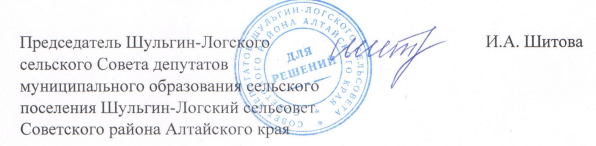 Председатель Шульгин-Логского И.А. Шитова
сельского Совета депутатов
муниципального образования сельского
поселения Шульгин-Логский сельсовет
Советского района Алтайского края
ДЛЯ
РЕШЕНИЙ